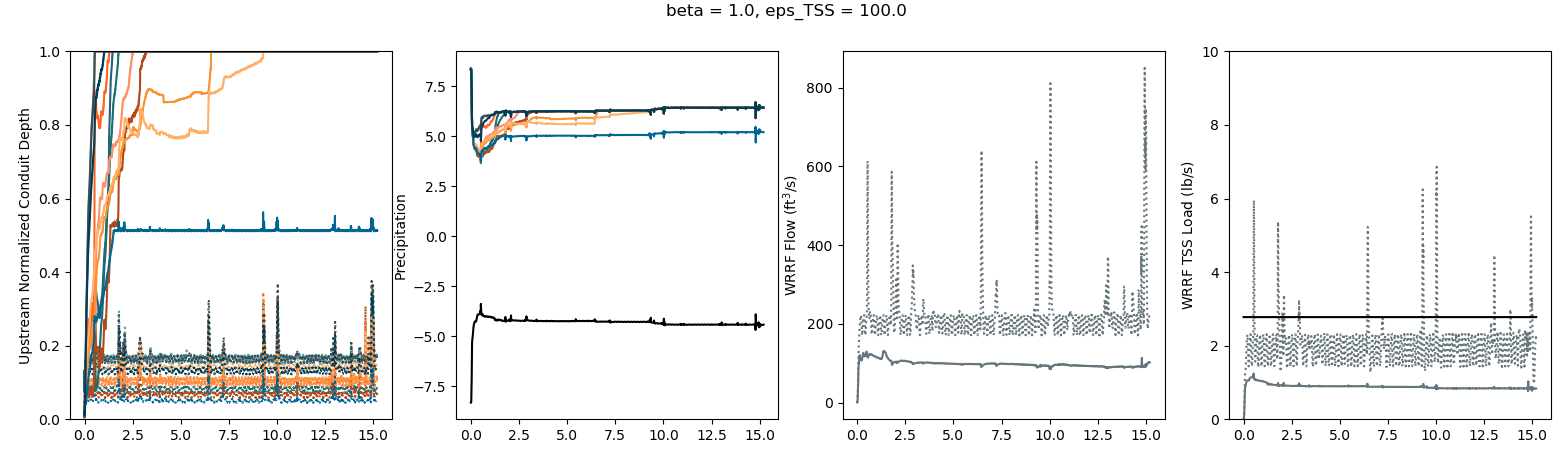 beta = 1.0, eps_TSS = 100.0
Upstream Normalized Conduit Depth
1.0
0.8
0.6
0.4
0.2
0.0
0.0 2.5 5.0 7.5 10.0 12.5 15.0
Precipitation
7.5
5.0
2.5
0.0
−2.5
−5.0
−7.5
0.0 2.5 5.0 7.5 10.0 12.5 15.0
WRRF Flow (ft³/s)
800
600
400
200
0
0.0 2.5 5.0 7.5 10.0 12.5 15.0
WRRF TSS Load (lb/s)
10
8
6
4
2
0
0.0 2.5 5.0 7.5 10.0 12.5 15.0